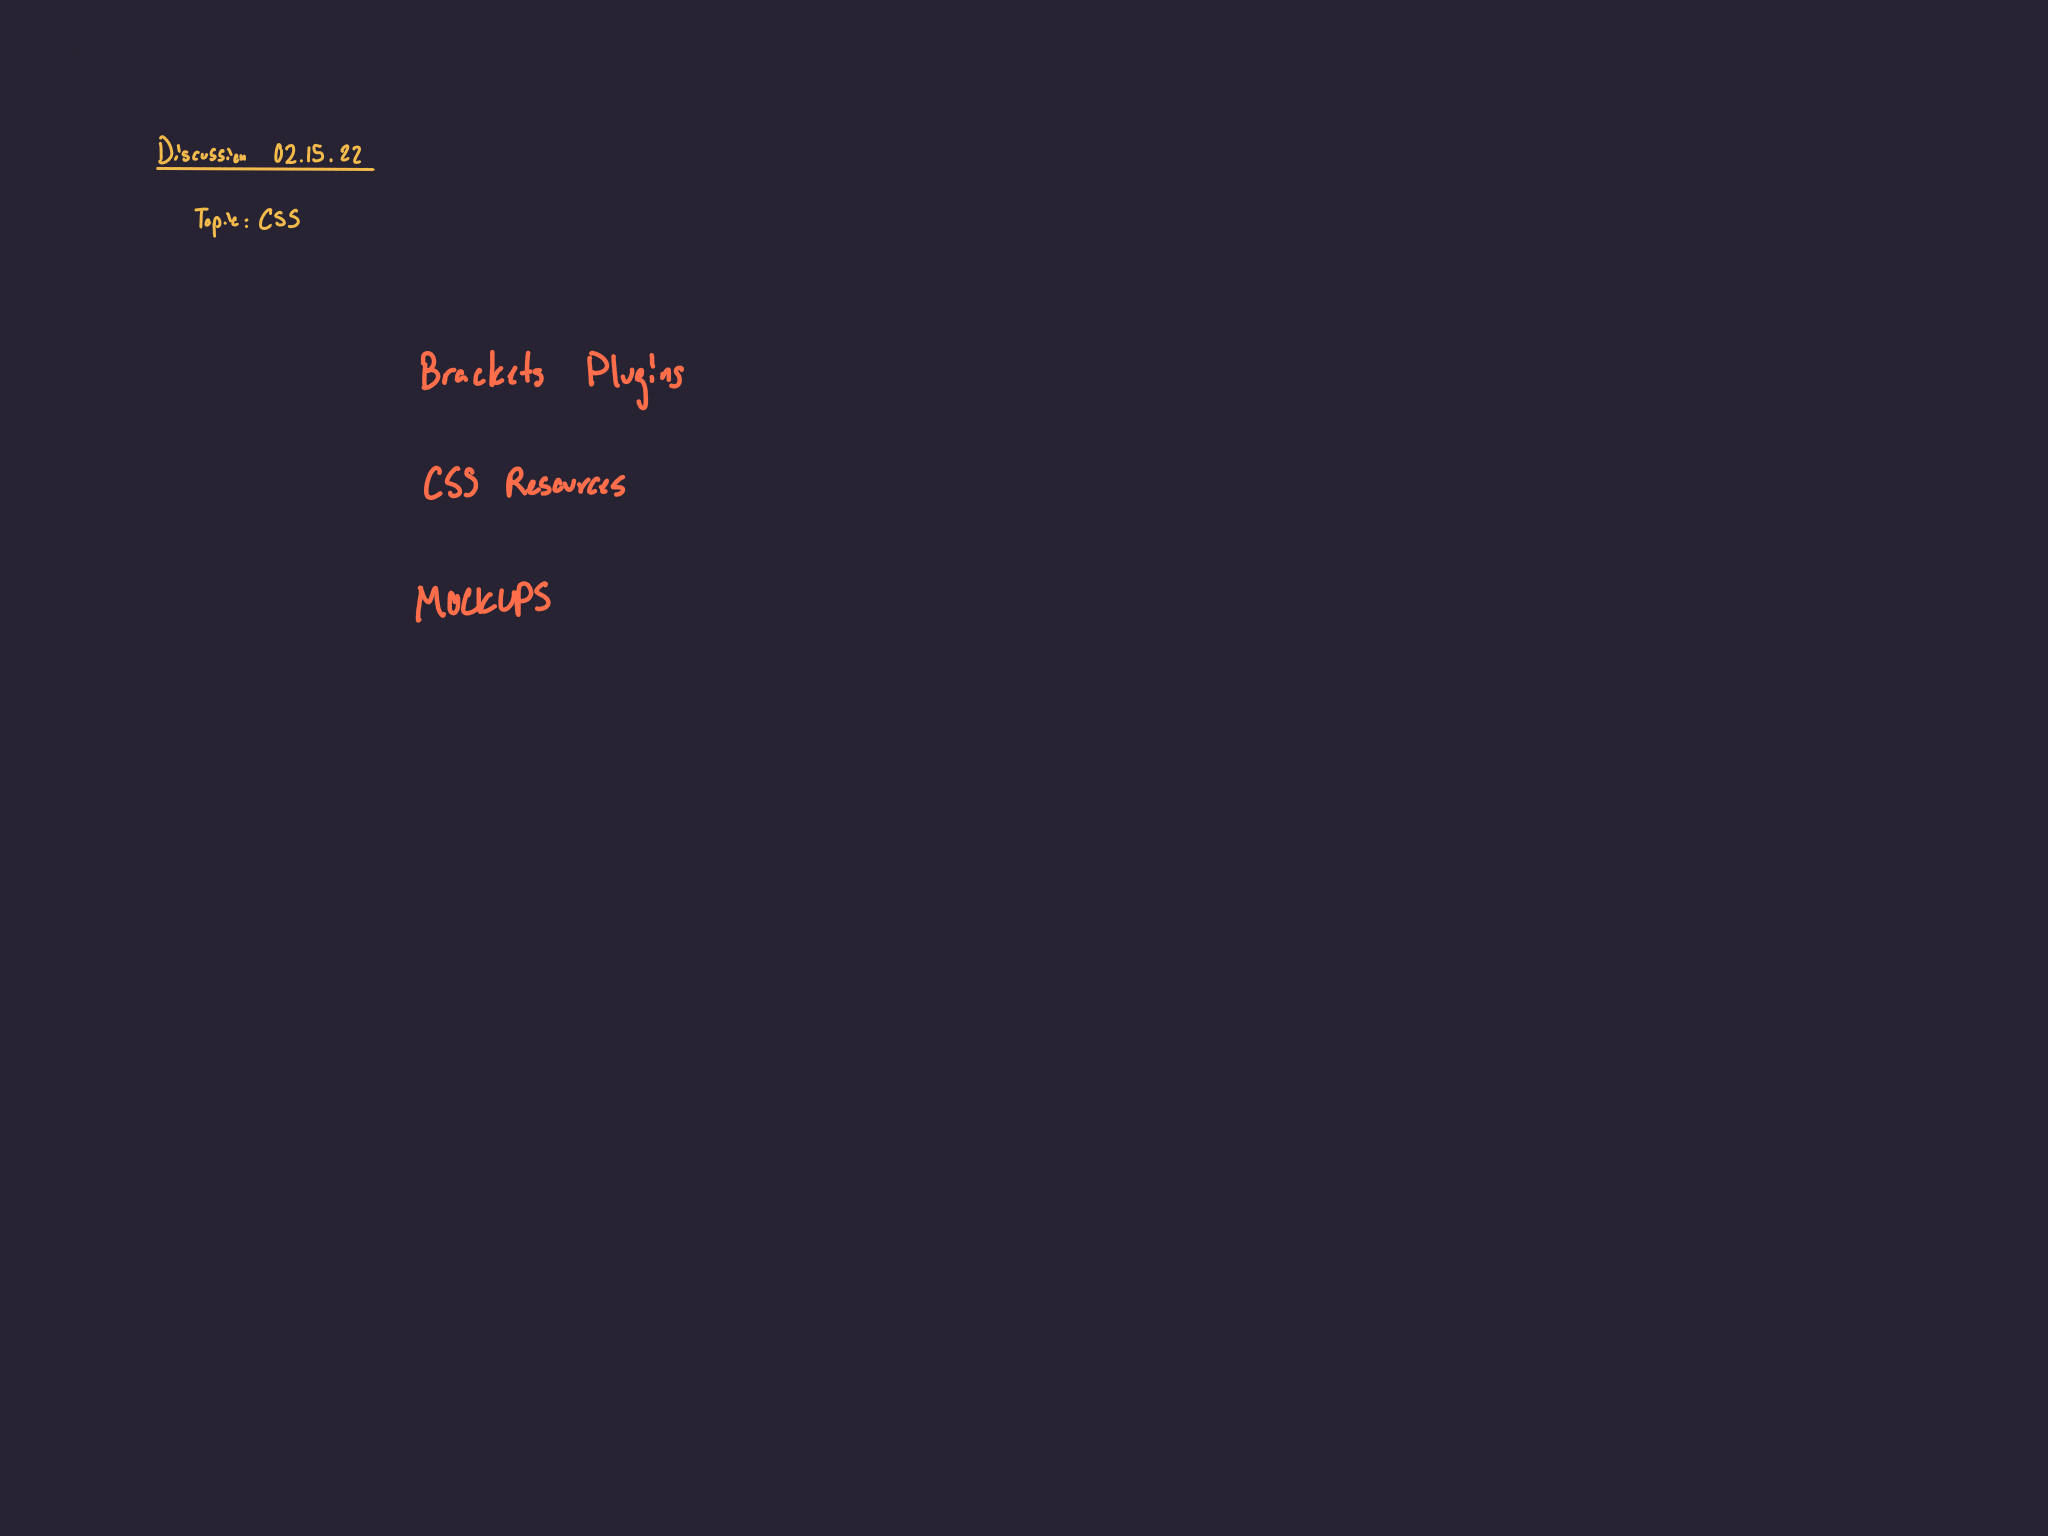 Discussion 02.15.22
Topic: CSS
Brackets Plugins
CSS Resources
MOCKUPS